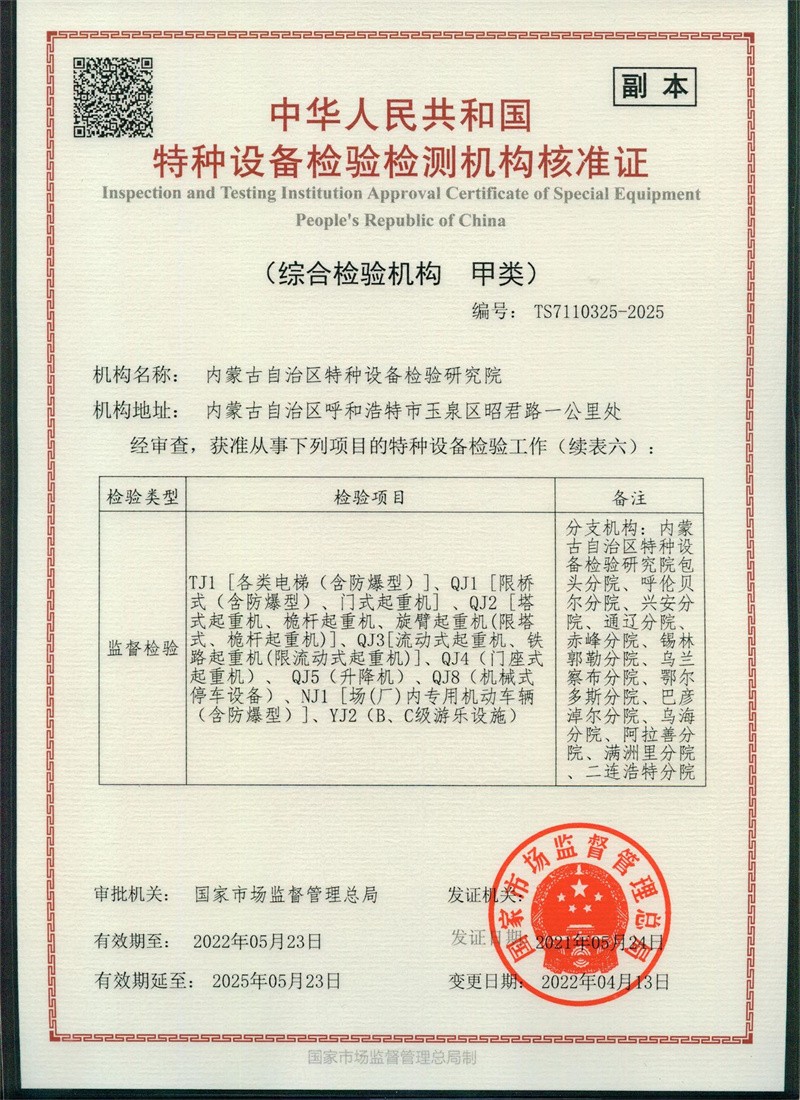 副 本
中华人民共和国
特种设备检验检测机构核准证
Inspection and Testing Institution Approval Certificate of Special Equipment
People's Republic of China
（综合检验机构 甲类）
编号： TS7110325-2025
机构名称： 内蒙古自治区特种设备检验研究院
机构地址： 内蒙古自治区呼和浩特市玉泉区昭君路一公里处
经审查，获准从事下列项目的特种设备检验工作（续表六）：
检验类型 检验项目 备注
监督检验
TJ1［各类电梯（含防爆型）］、QJ1［限桥
式（含防爆型）、门式起重机］、QJ2［塔
式起重机、桅杆起重机、旋臂起重机(限塔
式、桅杆起重机)］、QJ3[流动式起重机、铁
路起重机(限流动式起重机)］、QJ4（门座式
起重机）、 QJ5（升降机）、QJ8（机械式
停车设备）、NJ1［场(厂)内专用机动车辆
（含防爆型）］、YJ2（B、C级游乐设施）
分支机构：内蒙
古自治区特种设
备检验研究院包
头分院、呼伦贝
尔分院、兴安分
院、通辽分院、
赤峰分院、锡林
郭勒分院、乌兰
察布分院、鄂尔
多斯分院、巴彦
淖尔分院、乌海
分院、阿拉善分
院、满洲里分院
、二连浩特分院
审批机关： 国家市场监督管理总局 发证机关：
有效期至： 2022年05月23日 发证日期 2021年05月24日
有效期延至： 2025年05月23日 变更日期： 2022年04月13日
国家市场监督管理总局
国家市场监督管理总局制